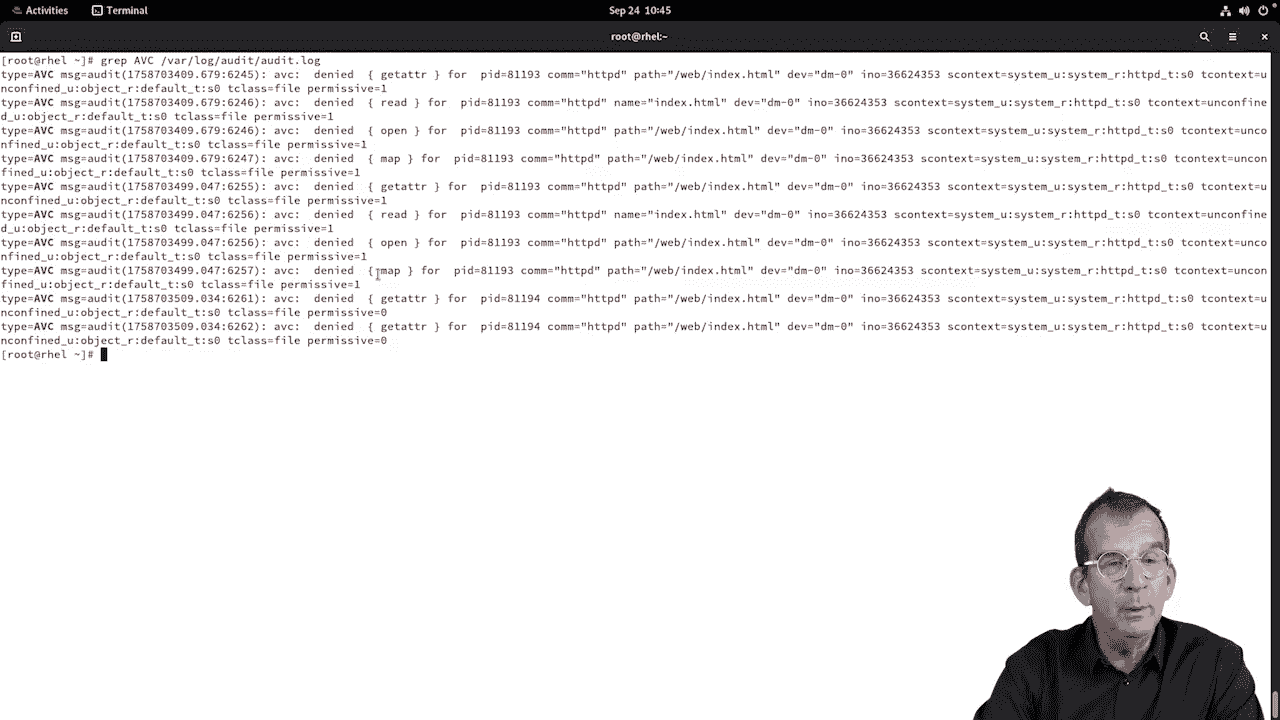 Activities Terminal Sep 24 10:45
root@rhel:~
[root@rhel ~]# grep AVC /var/log/audit/audit.log
type=AVC msg=audit(1758703409.679:6245): avc:  denied  { getattr } for  pid=81193 comm="httpd" path="/web/index.html" dev="dm-0" ino=36624353 scontext=system_u:system_r:httpd_t:s0 tcontext=u
nconfined_u:object_r:default_t:s0 tclass=file permissive=1
type=AVC msg=audit(1758703409.679:6246): avc:  denied  { read } for  pid=81193 comm="httpd" name="index.html" dev="dm-0" ino=36624353 scontext=system_u:system_r:httpd_t:s0 tcontext=unconfine
d_u:object_r:default_t:s0 tclass=file permissive=1
type=AVC msg=audit(1758703409.679:6246): avc:  denied  { open } for  pid=81193 comm="httpd" path="/web/index.html" dev="dm-0" ino=36624353 scontext=system_u:system_r:httpd_t:s0 tcontext=unco
nfined_u:object_r:default_t:s0 tclass=file permissive=1
type=AVC msg=audit(1758703409.679:6247): avc:  denied  { map } for  pid=81193 comm="httpd" path="/web/index.html" dev="dm-0" ino=36624353 scontext=system_u:system_r:httpd_t:s0 tcontext=uncon
fined_u:object_r:default_t:s0 tclass=file permissive=1
type=AVC msg=audit(1758703499.047:6255): avc:  denied  { getattr } for  pid=81193 comm="httpd" path="/web/index.html" dev="dm-0" ino=36624353 scontext=system_u:system_r:httpd_t:s0 tcontext=u
nconfined_u:object_r:default_t:s0 tclass=file permissive=1
type=AVC msg=audit(1758703499.047:6256): avc:  denied  { read } for  pid=81193 comm="httpd" name="index.html" dev="dm-0" ino=36624353 scontext=system_u:system_r:httpd_t:s0 tcontext=unconfine
d_u:object_r:default_t:s0 tclass=file permissive=1
type=AVC msg=audit(1758703499.047:6256): avc:  denied  { open } for  pid=81193 comm="httpd" path="/web/index.html" dev="dm-0" ino=36624353 scontext=system_u:system_r:httpd_t:s0 tcontext=unco
nfined_u:object_r:default_t:s0 tclass=file permissive=1
type=AVC msg=audit(1758703499.047:6257): avc:  denied  { map } for  pid=81193 comm="httpd" path="/web/index.html" dev="dm-0" ino=36624353 scontext=system_u:system_r:httpd_t:s0 tcontext=uncon
fined_u:object_r:default_t:s0 tclass=file permissive=1
type=AVC msg=audit(1758703509.034:6261): avc:  denied  { getattr } for  pid=81194 comm="httpd" path="/web/index.html" dev="dm-0" ino=36624353 scontext=system_u:system_r:httpd_t:s0 tcontext=u
nconfined_u:object_r:default_t:s0 tclass=file permissive=0
type=AVC msg=audit(1758703509.034:6262): avc:  denied  { getattr } for  pid=81194 comm="httpd" path="/web/index.html" dev="dm-0" ino=36624353 scontext=system_u:system_r:httpd_t:s0 tcontext=u
nconfined_u:object_r:default_t:s0 tclass=file permissive=0
[root@rhel ~]#